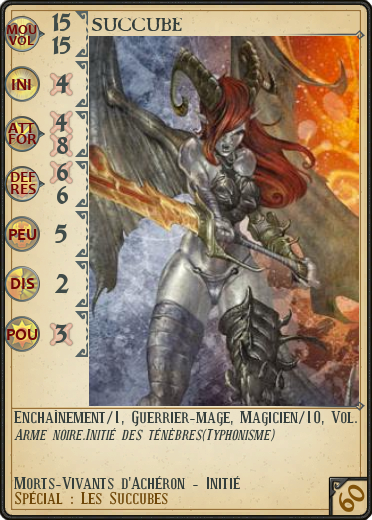 SUCCUBE
MOU 15
VOL 15
INI 4
ATT 4
FOR 8
DEF 6
RES 6
PEU 5
DIS 2
POU 3
Enchaînement/1, Guerrier-mage, Magicien/10, Vol.
Arme noire.Initié des ténèbres(Typhonisme)
Morts-Vivants d'Achéron - Initié
Spécial : Les Succubes
60